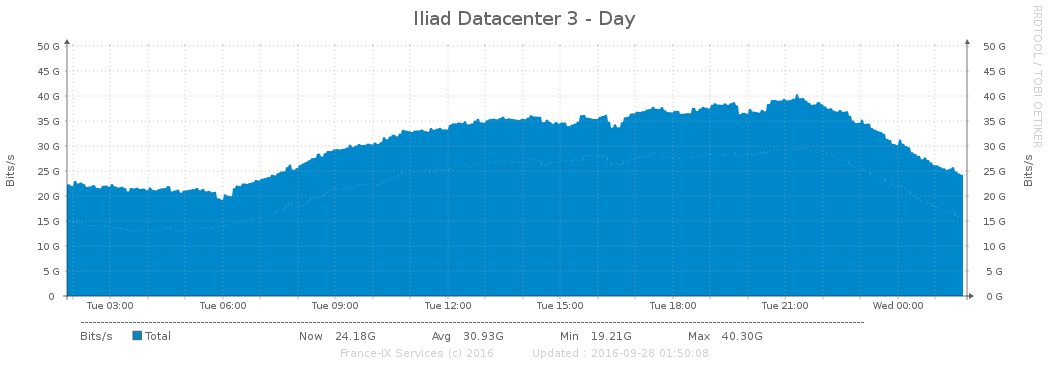 Iliad Datacenter 3 - Day
RRDTOOL / TOBI OETIKER
Bits/s
50 G 50 G
45 G 45 G
40 G 40 G
35 G 35 G
30 G 30 G
25 G 25 G
20 G 20 G
15 G 15 G
10 G 10 G
5 G 5 G
0 0 G
Bits/s
Tue 03:00 Tue 06:00 Tue 09:00 Tue 12:00 Tue 15:00 Tue 18:00 Tue 21:00 Wed 00:00
Bits/s Total Now 24.18G Avg 30.93G Min 19.21G Max 40.30G
France-IX Services (c) 2016 Updated : 2016-09-28 01:50:08